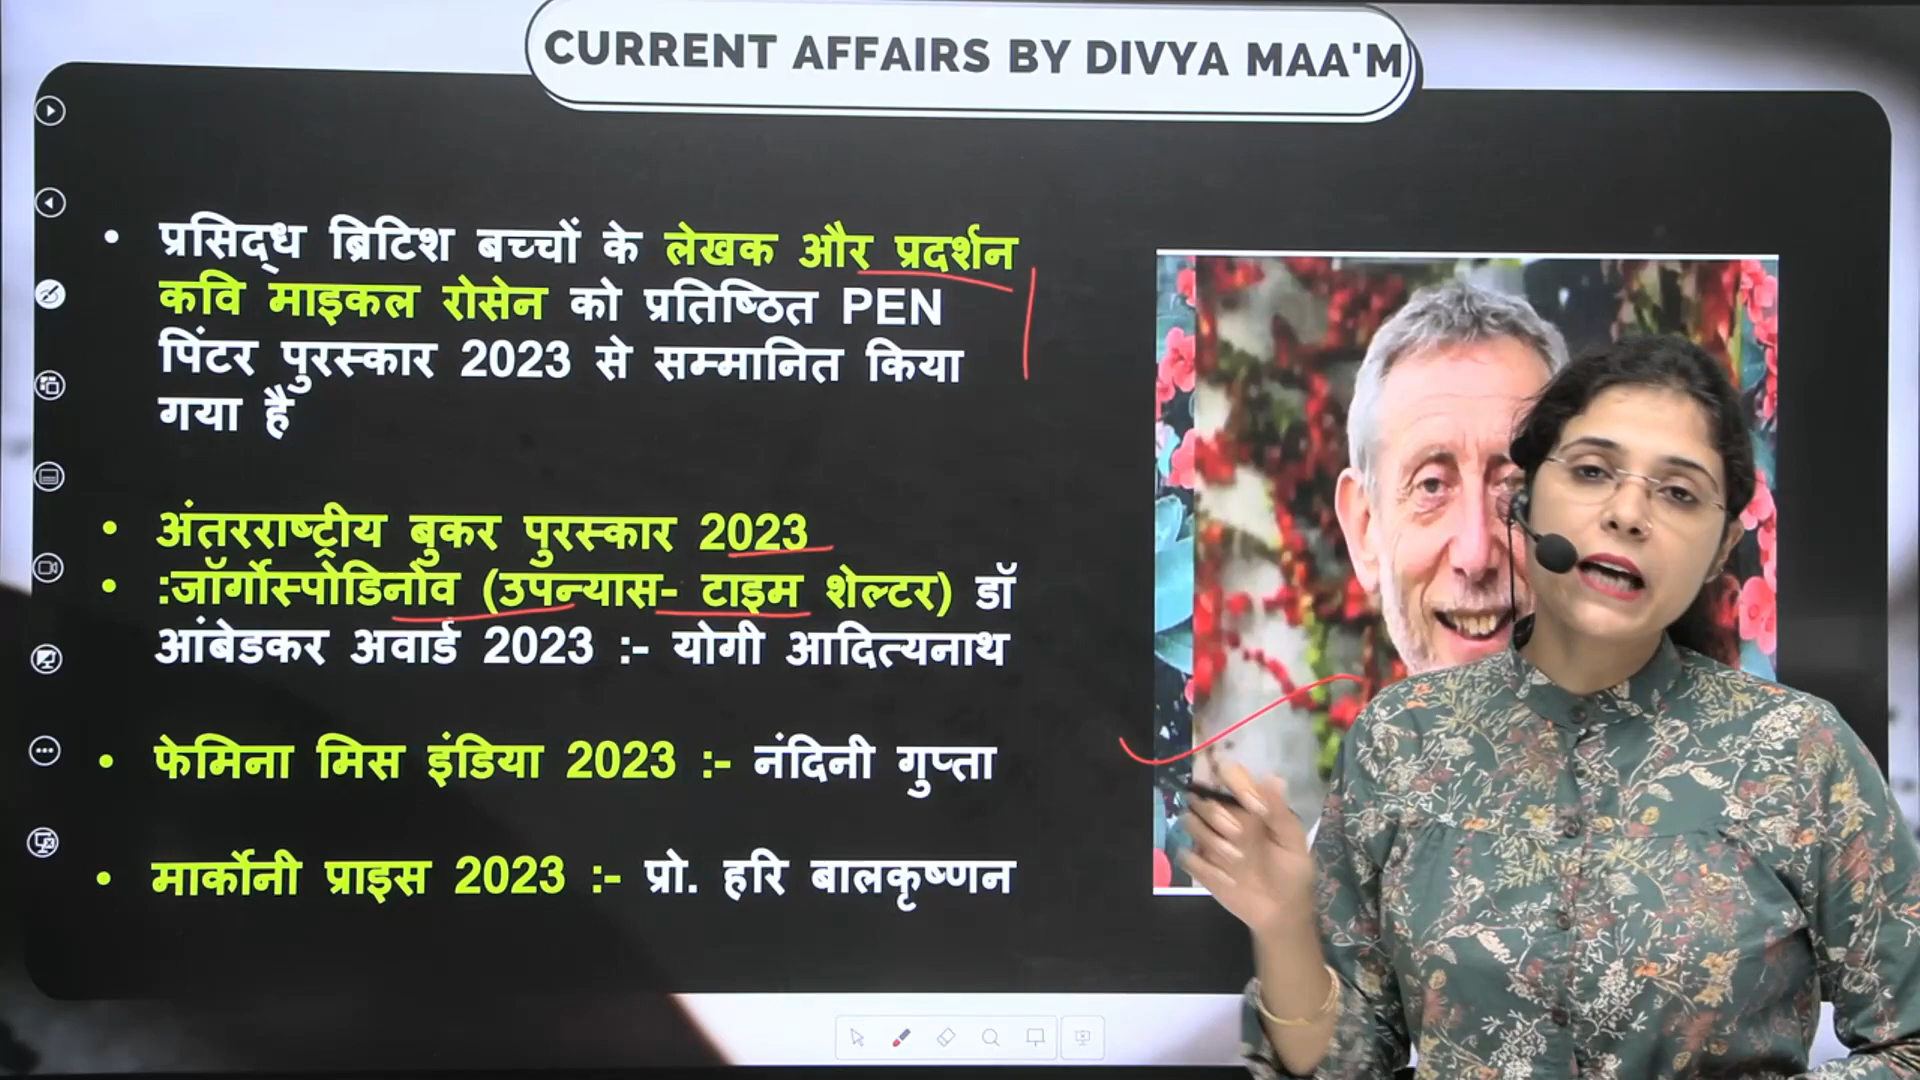 CURRENT AFFAIRS BY DIVYA MAA'M
• प्रसिद्ध ब्रिटिश बच्चों के लेखक और प्रदर्शन
कवि माइकल रोसेन को प्रतिष्ठित PEN
पिंटर पुरस्कार 2023 से सम्मानित किया
गया है
• अंतरराष्ट्रीय बुकर पुरस्कार 2023
• :जॉर्गोस्पोडिनोव (उपन्यास- टाइम शेल्टर) डॉ
आंबेडकर अवार्ड 2023 :- योगी आदित्यनाथ
• फेमिना मिस इंडिया 2023 :- नंदिनी गुप्ता
• मार्कोनी प्राइस 2023 :- प्रो. हरि बालकृष्णन